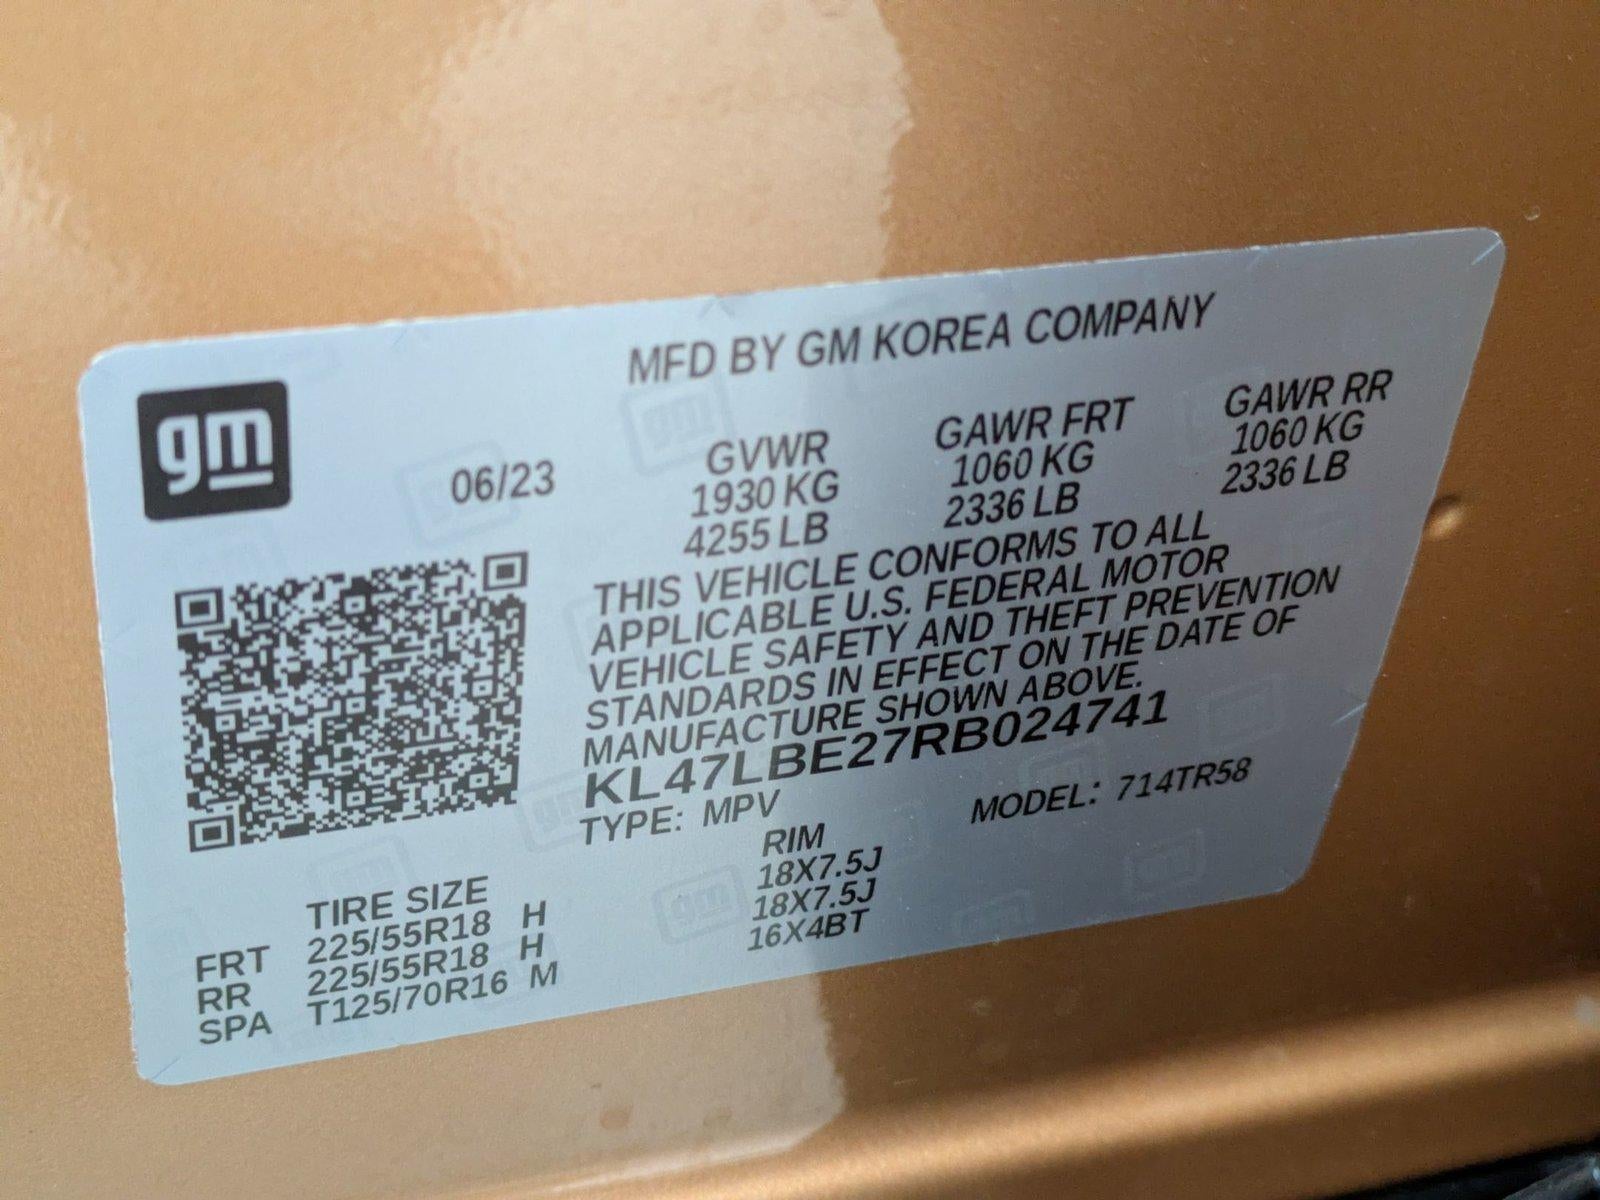 gm
MFD BY GM KOREA COMPANY
06/23
GVWR GAWR FRT GAWR RR
1930 KG 1060 KG 1060 KG
4255 LB 2336 LB 2336 LB
THIS VEHICLE CONFORMS TO ALL
APPLICABLE U.S. FEDERAL MOTOR
VEHICLE SAFETY AND THEFT PREVENTION
STANDARDS IN EFFECT ON THE DATE OF
MANUFACTURE SHOWN ABOVE.
KL47LBE27RB024741
TYPE: MPV MODEL: 714TR58
TIRE SIZE RIM
FRT 225/55R18 H 18X7.5J
RR 225/55R18 H 18X7.5J
SPA T125/70R16 M 16X4BT